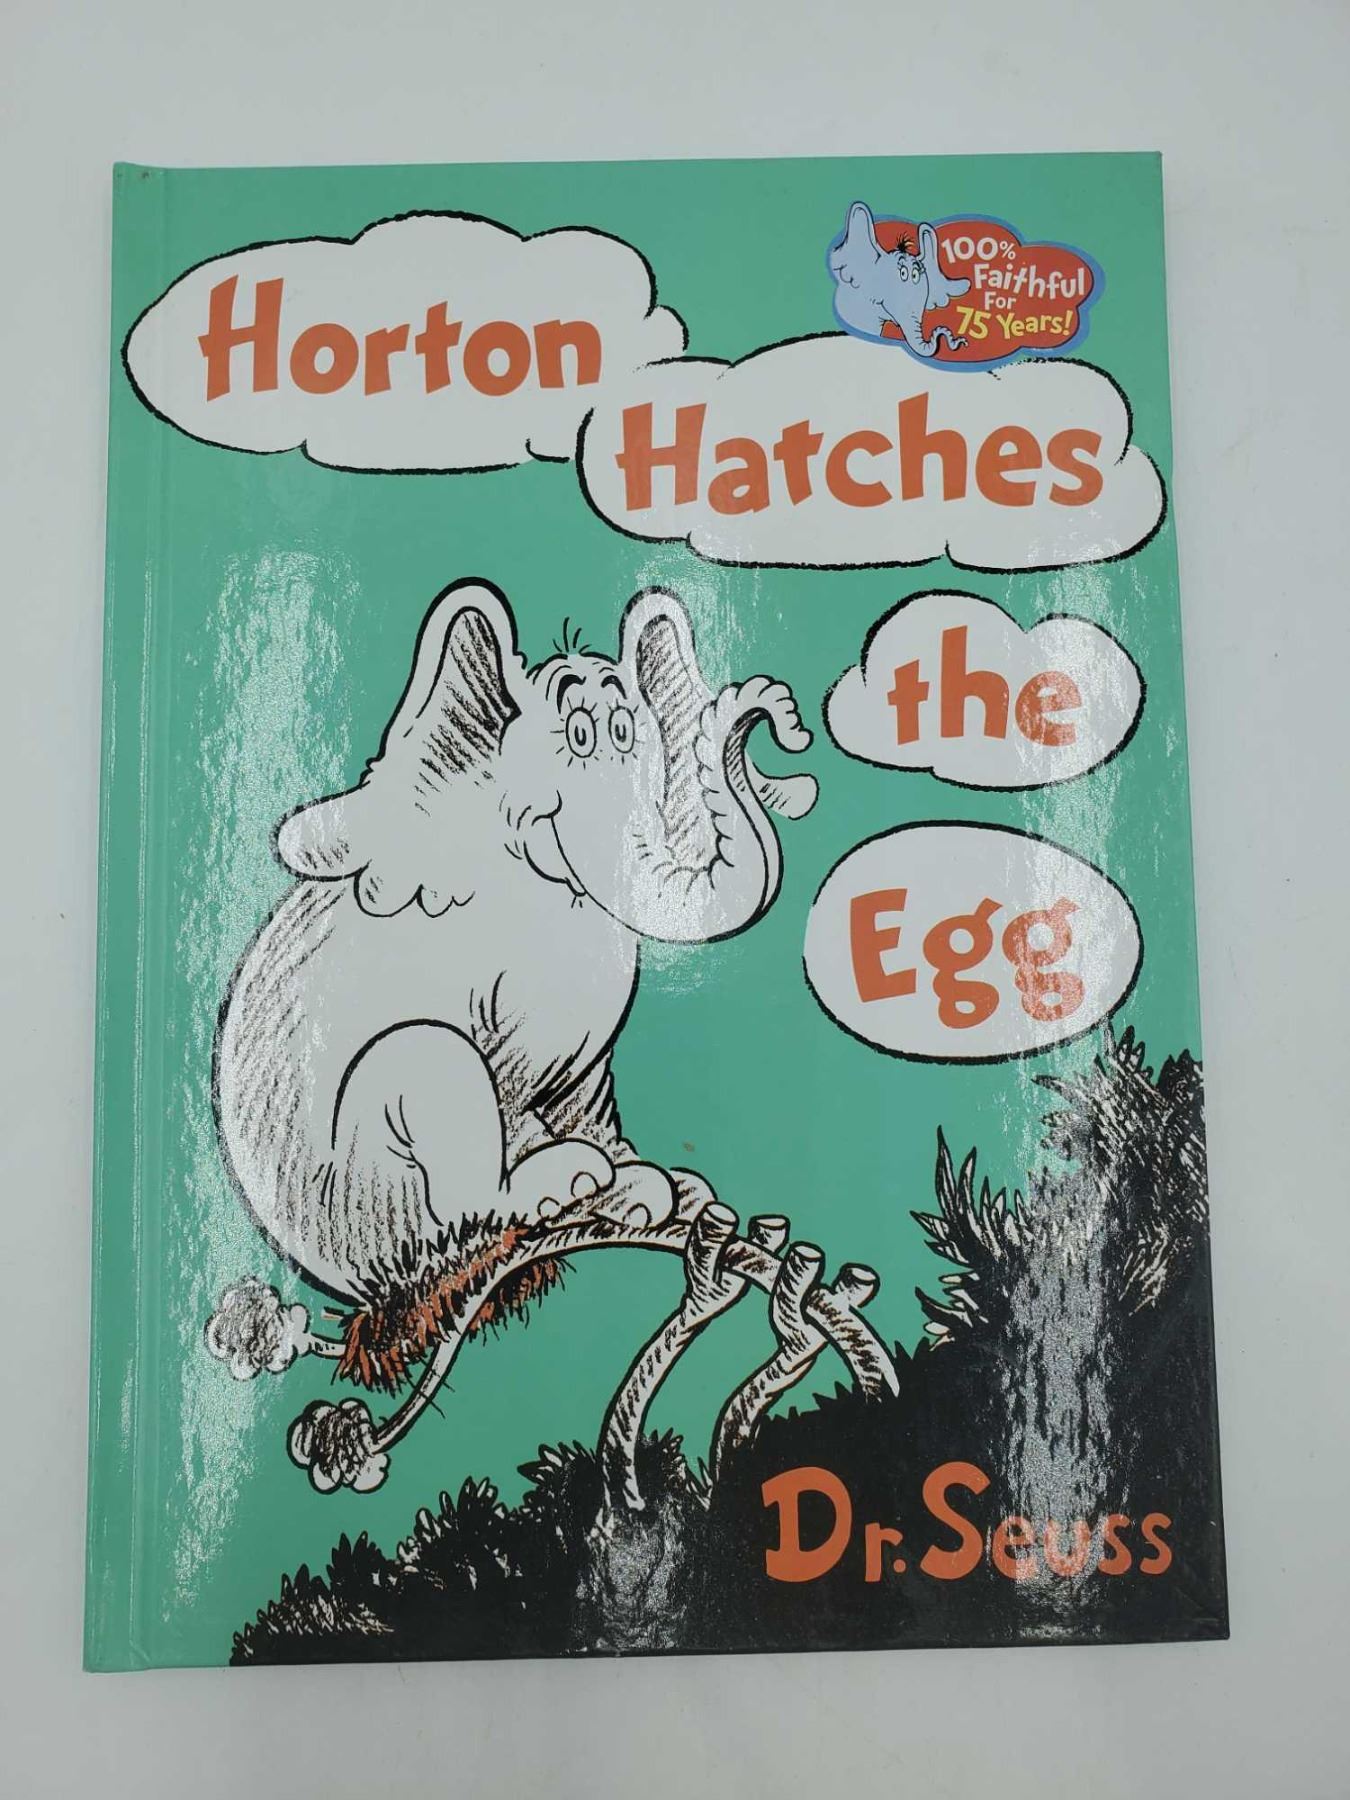 Horton
Hatches
the
Egg
100%
Faithful
For
75 Years!
Dr. Seuss